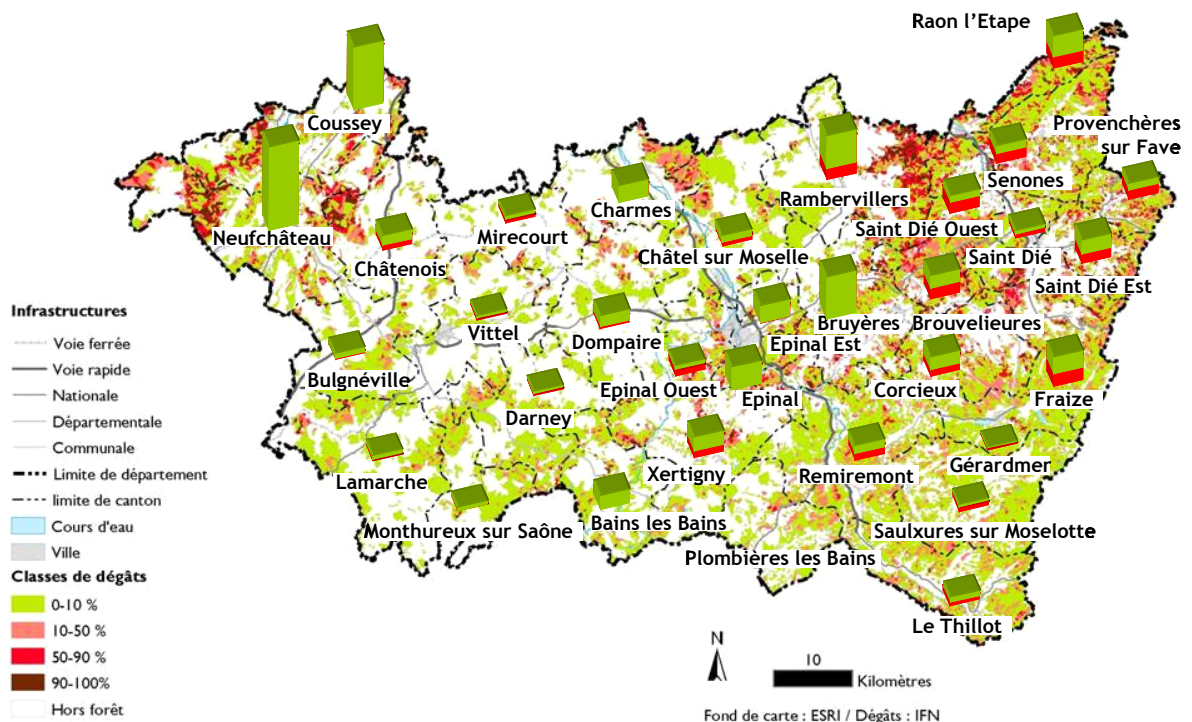 Raon l'Etape
Provenchères
sur Fave
Coussey
Senones
Charmes
Rambervillers
Neufchâteau
Mirecourt
Saint Dié Ouest
Châtel sur Moselle
Saint Dié
Châtenois
Saint Dié Est
Infrastructures
Voie ferrée
Voie rapide
Nationale
Départementale
Communale
Limite de département
limite de canton
Cours d'eau
Ville
Classes de dégâts
0-10 %
10-50 %
50-90 %
90-100%
Hors forêt
Vittel
Dompaire
Bruyères
Brouvelieures
Epinal Est
Bulgnéville
Epinal Ouest
Corcieux
Epinal
Fraize
Darney
Gérardmer
Xertigny
Remiremont
Lamarche
Monthureux sur Saône
Bains les Bains
Saulxures sur Moselotte
Plombières les Bains
Le Thillot
N
10
Kilomètres
Fond de carte : ESRI / Dégâts : IFN